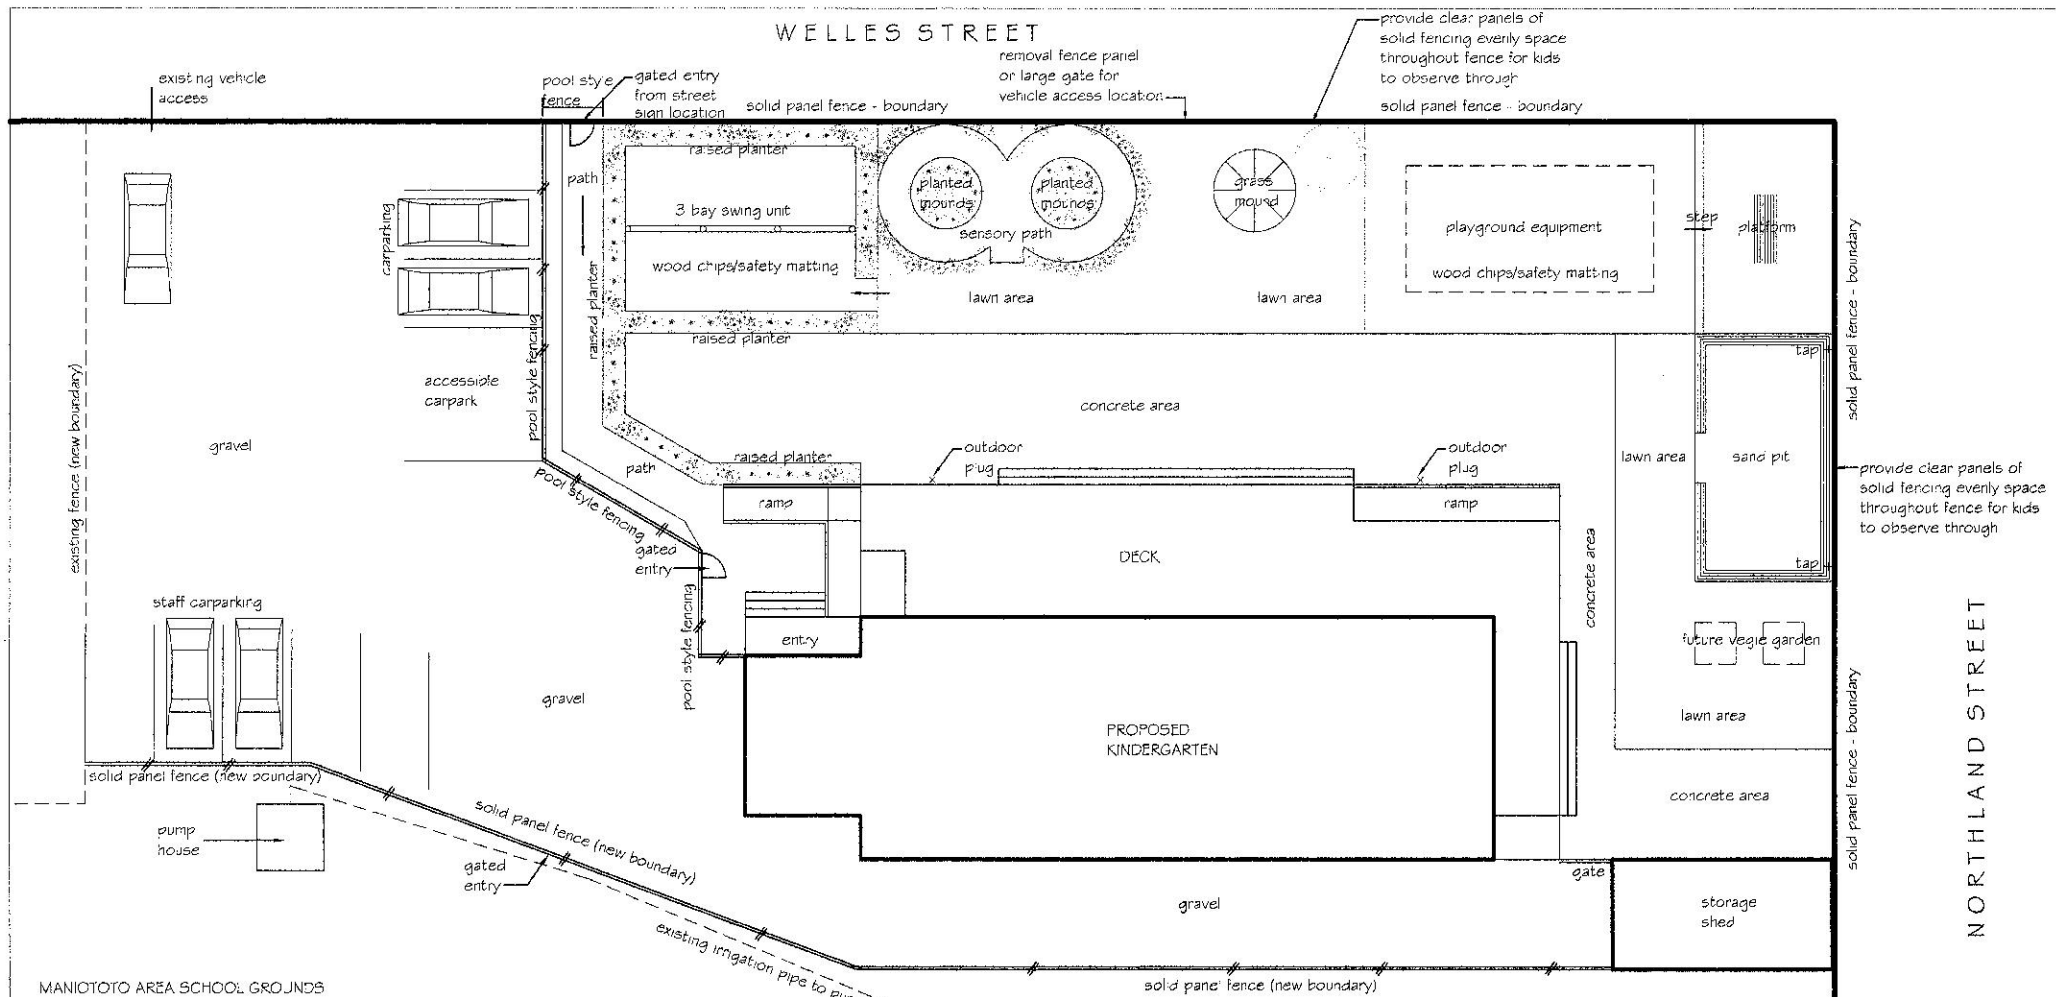 WELLES STREET
provide clear panels of
solid fencing evenly space
throughout fence for kids
to observe through
removal fence panel
or large gate for
vehicle access location
existing vehicle
access
pool style
fence
gated entry
from street
sign location
solid panel fence - boundary
solid panel fence - boundary
raised planter
path
planted
mounds
planted
mounds
grass
mound
3 bay swing unit
sensory path
playground equipment
step
platform
carparking
wood chips/safety matting
wood chips/safety matting
lawn area
lawn area
raised planter
raised planter
pool style fencing
solid panel fence - boundary
tap
accessible
carpark
concrete area
existing fence (new boundary)
gravel
raised planter
path
outdoor
plug
outdoor
plug
lawn area
sand pit
provide clear panels of
solid fencing evenly space
throughout fence for kids
to observe through
pool style fencing
ramp
ramp
gated
entry
DECK
concrete area
tap
staff carparking
pool style fencing
entry
future vegie garden
gravel
lawn area
PROPOSED
KINDERGARTEN
NORTHLAND STREET
solid panel fence (new boundary)
solid panel fence - boundary
concrete area
pump
house
solid panel fence (new boundary)
gated
entry
gate
gravel
storage
shed
existing irrigation pipe to
MANIOTOTO AREA SCHOOL GROUNDS
solid panel fence (new boundary)